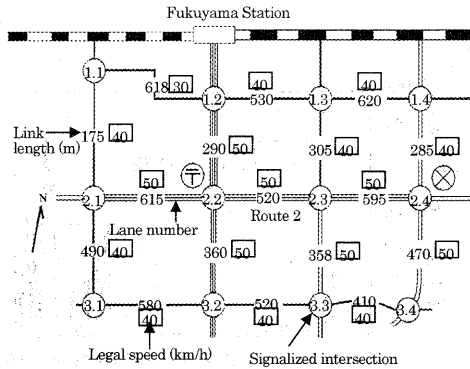 Fukuyama Station
1.1
618 30 40 40
1.2 530 1.3 620 1.4
Link
length (m)
175 40 290 50 305 40 285 40
〒
50 50 50
N
2.1 615 2.2 520 2.3 595 2.4
Route 2
Lane number
490 40 360 50 358 50 470 50
3.1 580 3.2 520 3.3 410 3.4
40 40 40
Legal speed (km/h)
Signalized intersection